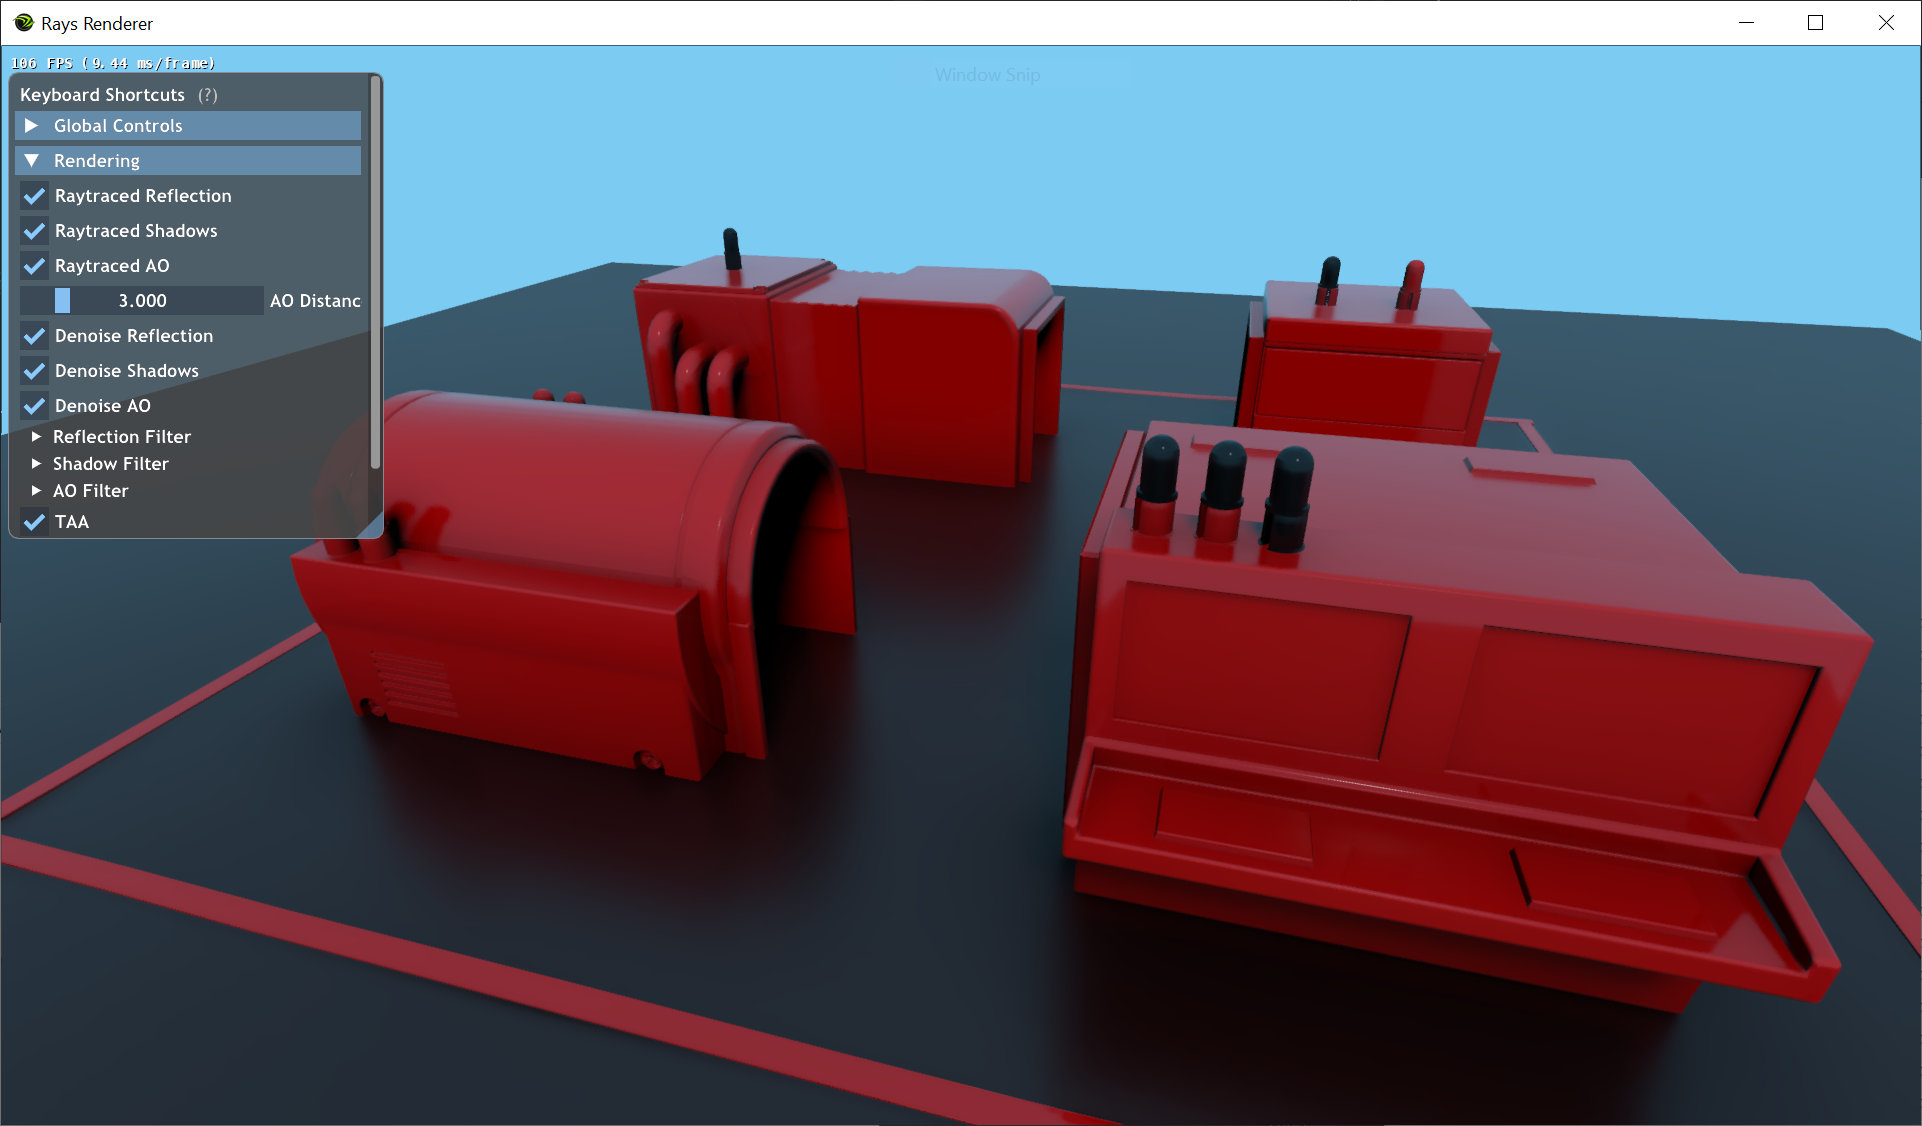 Rays Renderer
106 FPS (9.44 ms/frame)
Window Snip
Keyboard Shortcuts (?)
Global Controls
Rendering
Raytraced Reflection
Raytraced Shadows
Raytraced AO
3.000 AO Distanc
Denoise Reflection
Denoise Shadows
Denoise AO
Reflection Filter
Shadow Filter
AO Filter
TAA